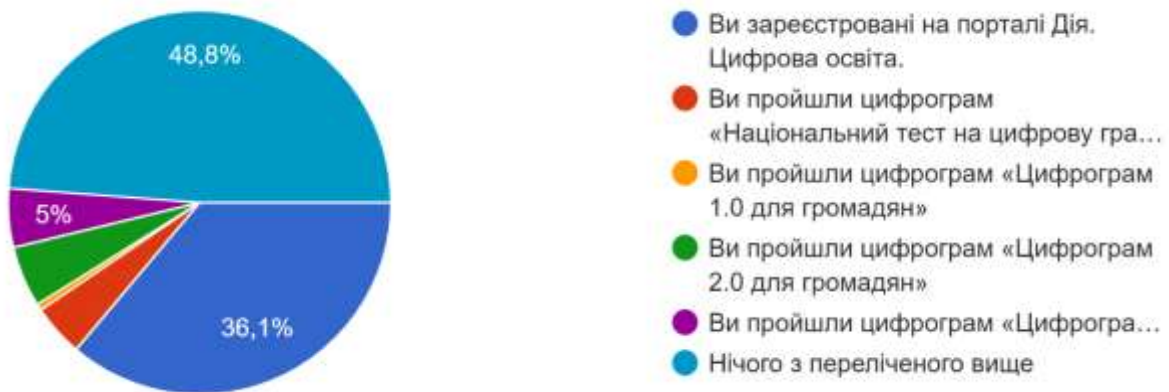 48,8%
5%
36,1%
Ви зареєстровані на порталі Дія.
Цифрова освіта.
Ви пройшли цифрограм
«Національний тест на цифрову гра…
Ви пройшли цифрограм «Цифрограм
1.0 для громадян»
Ви пройшли цифрограм «Цифрограм
2.0 для громадян»
Ви пройшли цифрограм «Цифрогра…
Нічого з переліченого вище